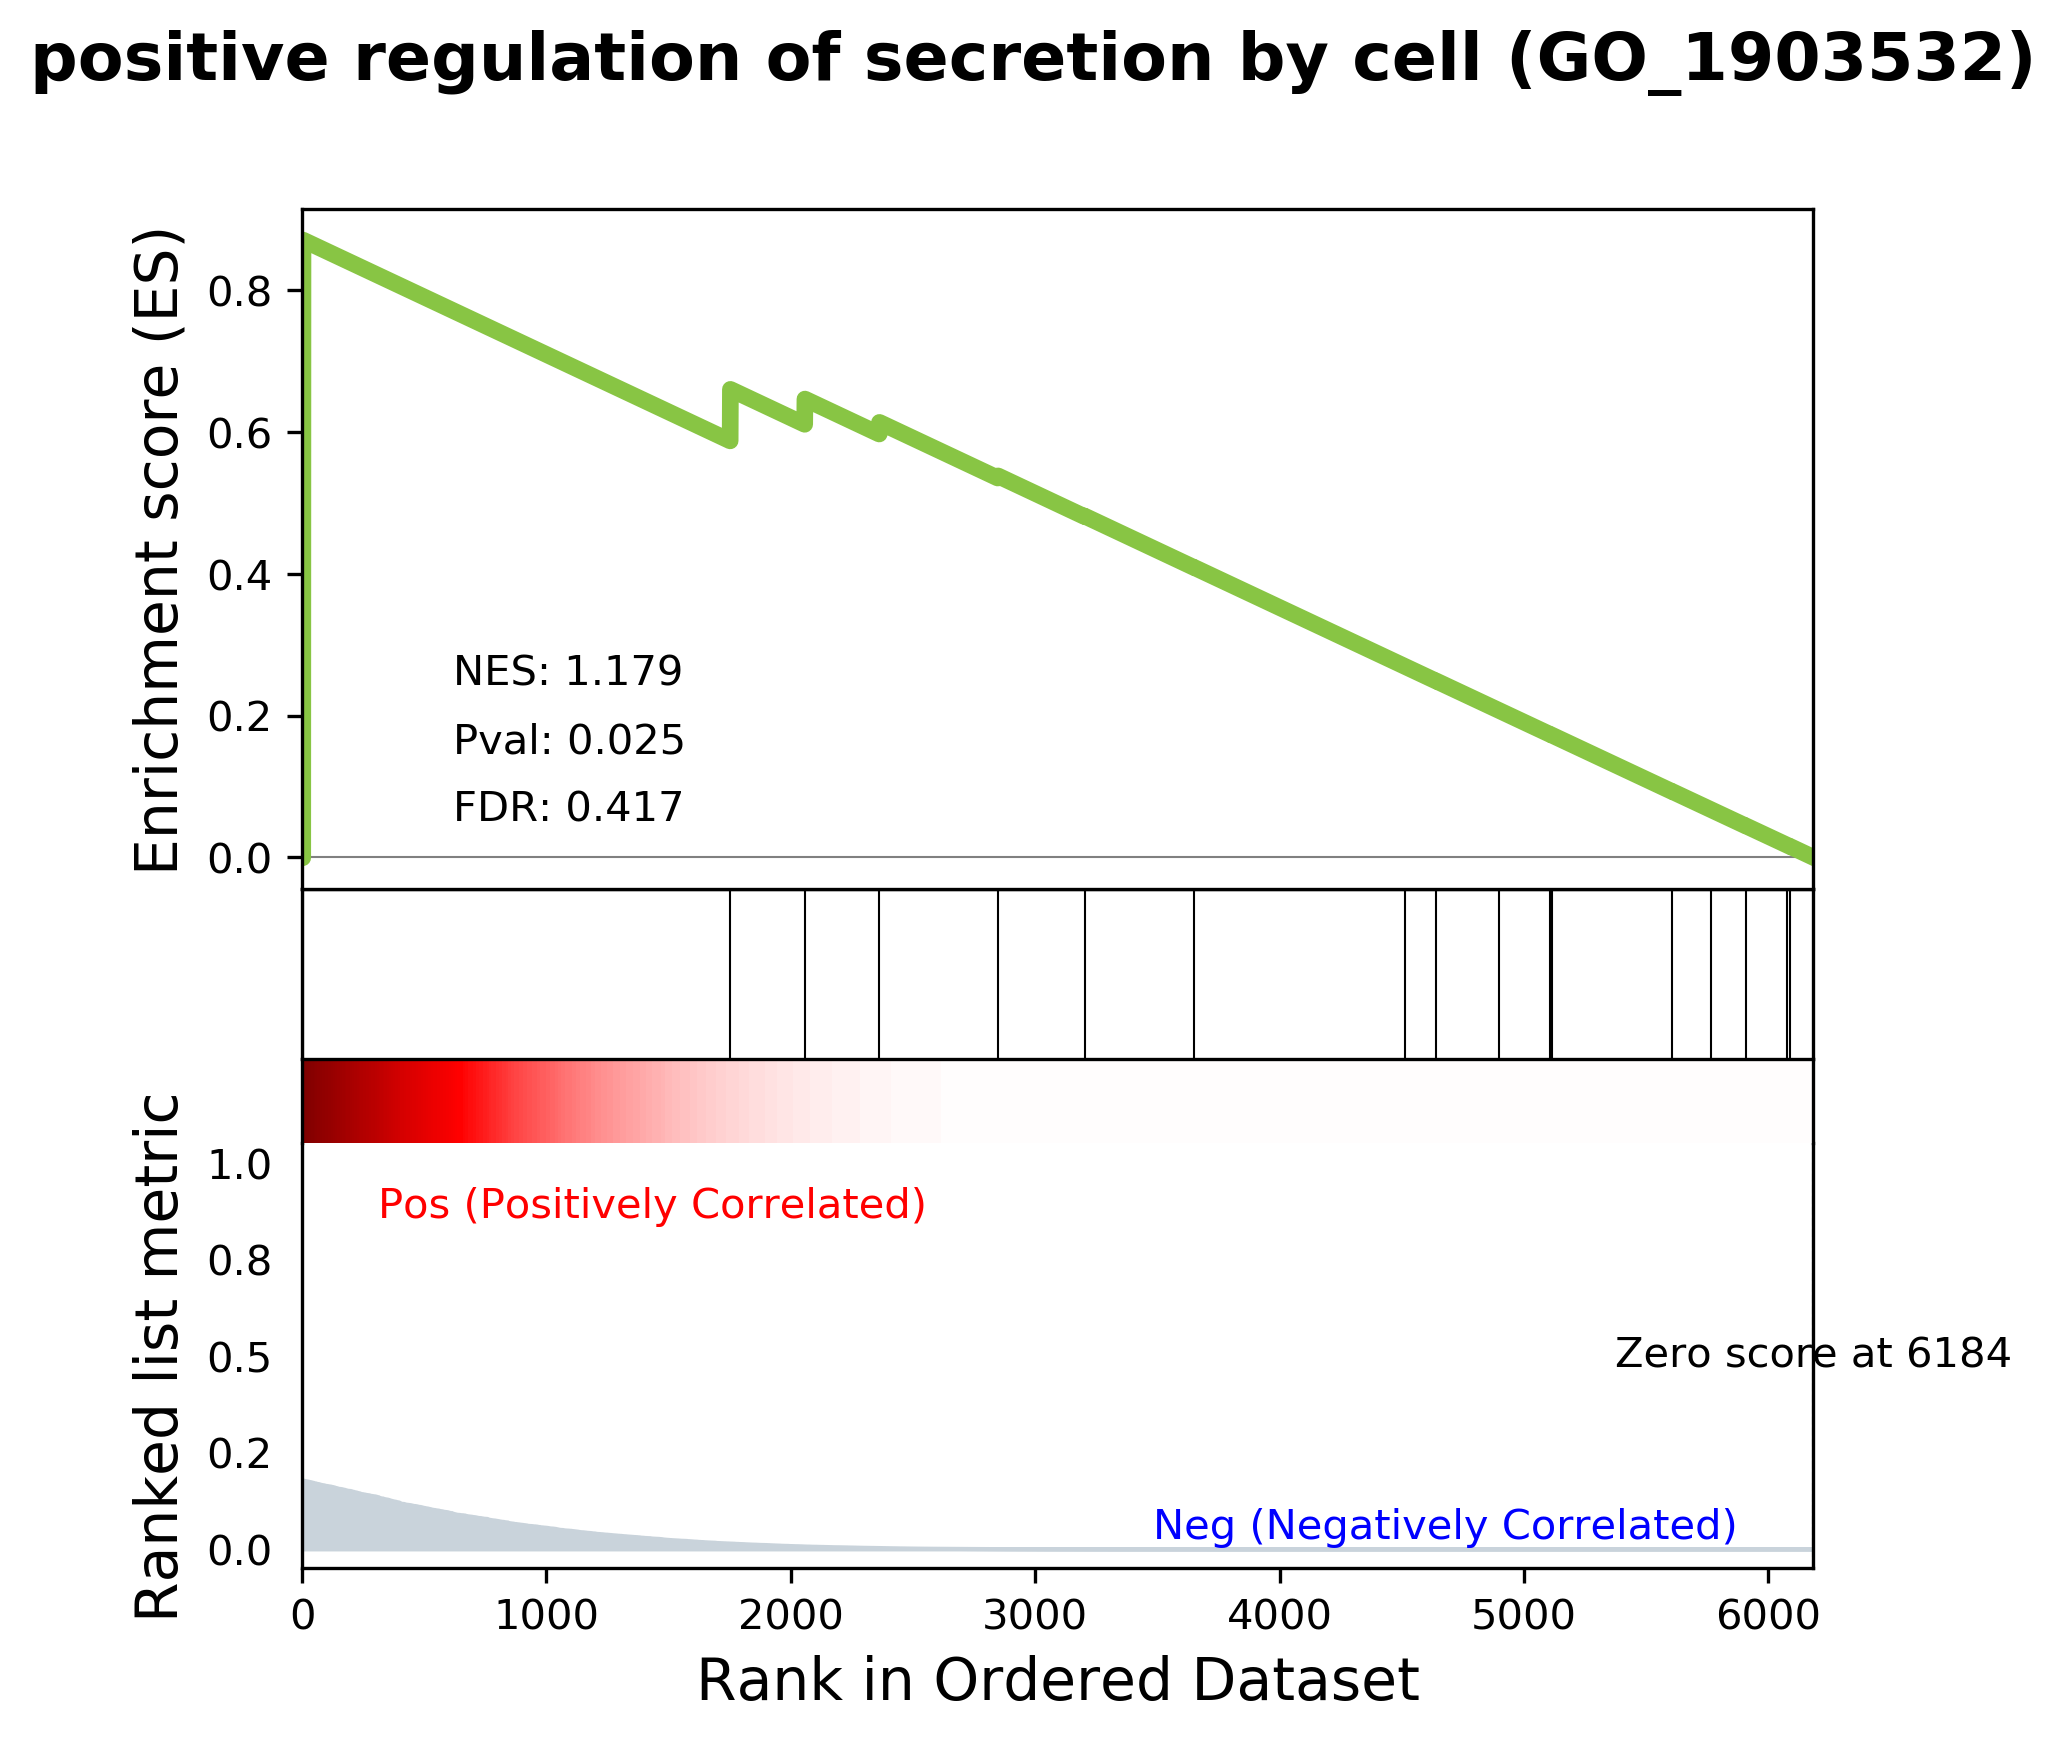 positive regulation of secretion by cell (GO_1903532)
Enrichment score (ES)
0.8
0.6
0.4
0.2
0.0
NES: 1.179
Pval: 0.025
FDR: 0.417
Ranked list metric
1.0
0.8
0.5
0.2
0.0
Pos (Positively Correlated)
Zero score at 6184
Neg (Negatively Correlated)
0 1000 2000 3000 4000 5000 6000
Rank in Ordered Dataset